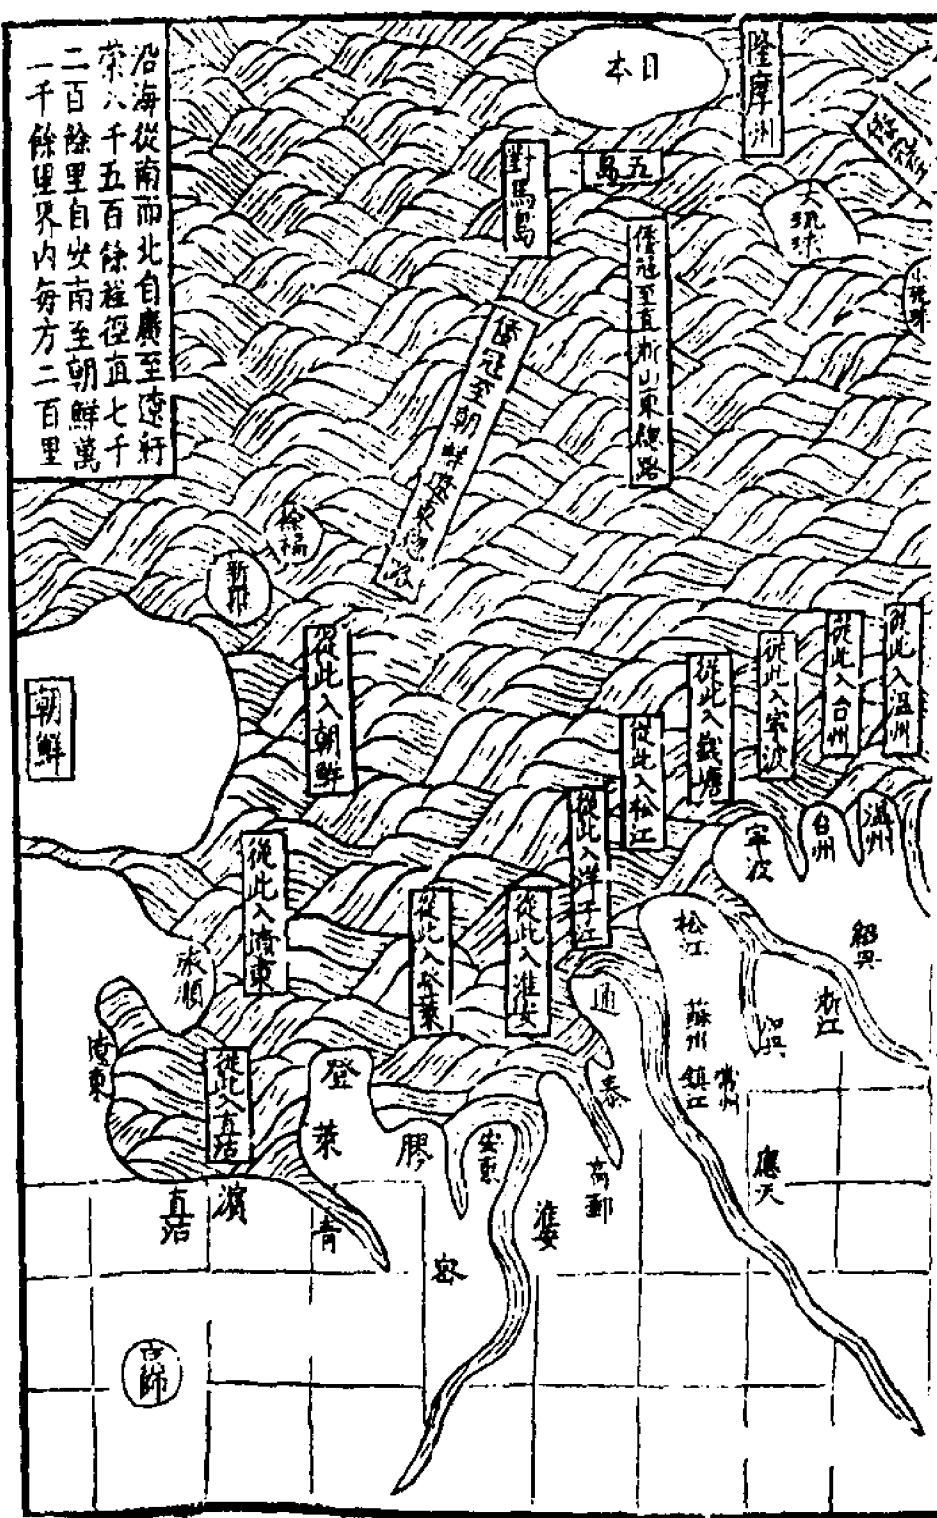 沿海從南而北自廣至遼紆
縈八千五百餘程徑直七千
二百餘里自安南至朝鮮萬
一千餘里界內每方二百里
日本
隆摩州
對馬島
五島
大琉球
小琉球
倭寇至直浙山東總路
倭寇至朝鮮遼東總路
徐福
新羅
朝鮮
從此入朝鮮
從此入溫州
從此入台州
從此入寧波
從此入錢塘
從此入松江
從此入洋子江
從此入淮安
從此入登萊
從此入遼東
從此入直沽
溫州
台州
寧波
紹興
浙江
松江
蘇州
常州
鎮江
應天
通
泰
高郵
淮安
安東
膠
密
登
萊
青
濱
直沽
遼東
京師